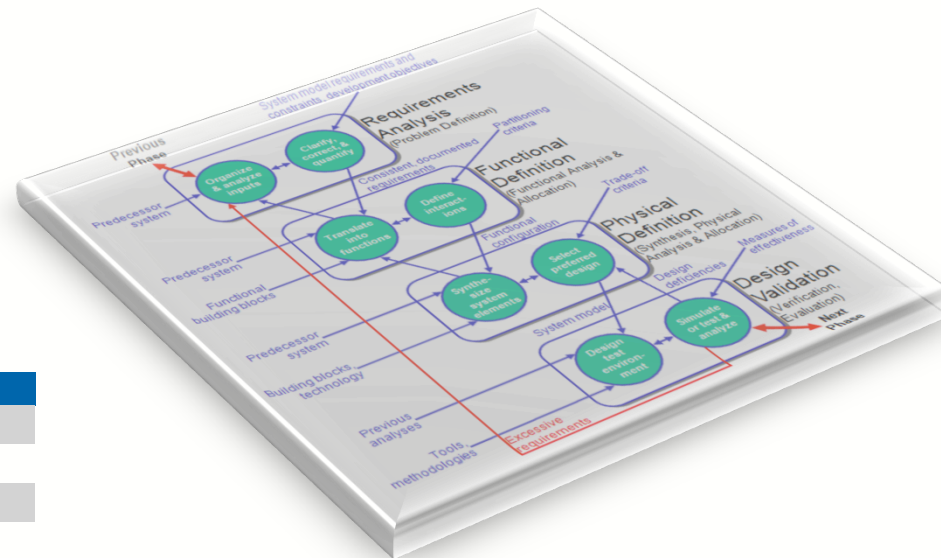 System model requirements and
constraints, development objectives
Previous
Phase
Requirements
Analysis
(Problem Definition)
Clarify,
correct, &
quantify
Organize
& analyze
inputs
Predecessor
system
Consistent, documented
requirements
Partitioning
criteria
Functional
Definition
(Functional Analysis &
Allocation)
Define
interact-
ions
Translate
into
functions
Predecessor
system
Functional
building blocks
Functional
configuration
Trade-off
criteria
Physical
Definition
(Synthesis, Physical
Analysis & Allocation)
Select
preferred
design
Synthe-
size
system
elements
Predecessor
system
Building blocks,
technology
System model
Design
deficiencies
Measures of
effectiveness
Design
Validation
(Verification,
Evaluation)
Simulate
or test &
analyze
Design
test
environ-
ment
Next
Phase
Previous
analyses
Tools,
methodologies
Excessive
requirements